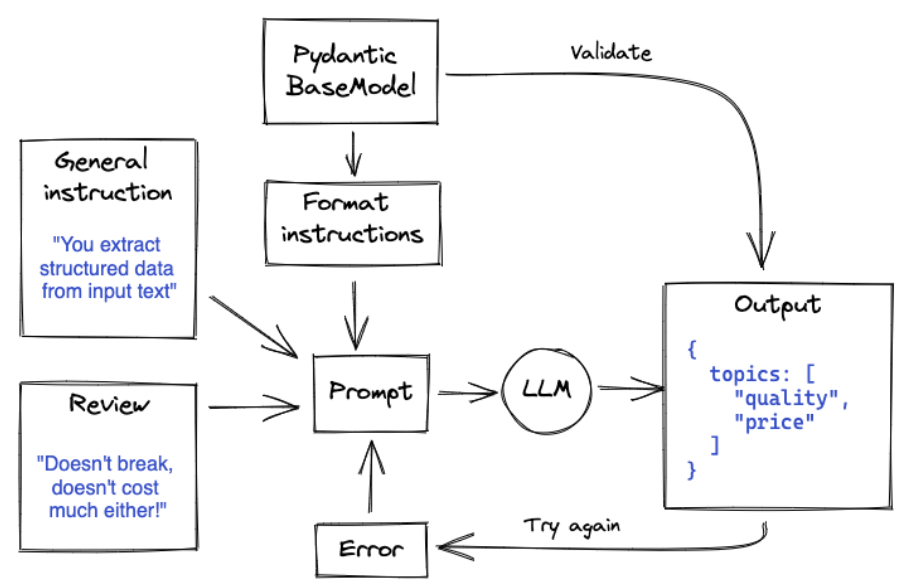 Pydantic
BaseModel
Validate
General
instruction
"You extract
structured data
from input text"
Format
instructions
Review
"Doesn't break,
doesn't cost
much either!"
Prompt
LLM
Output
{
topics: [
"quality",
"price"
]
}
Try again
Error